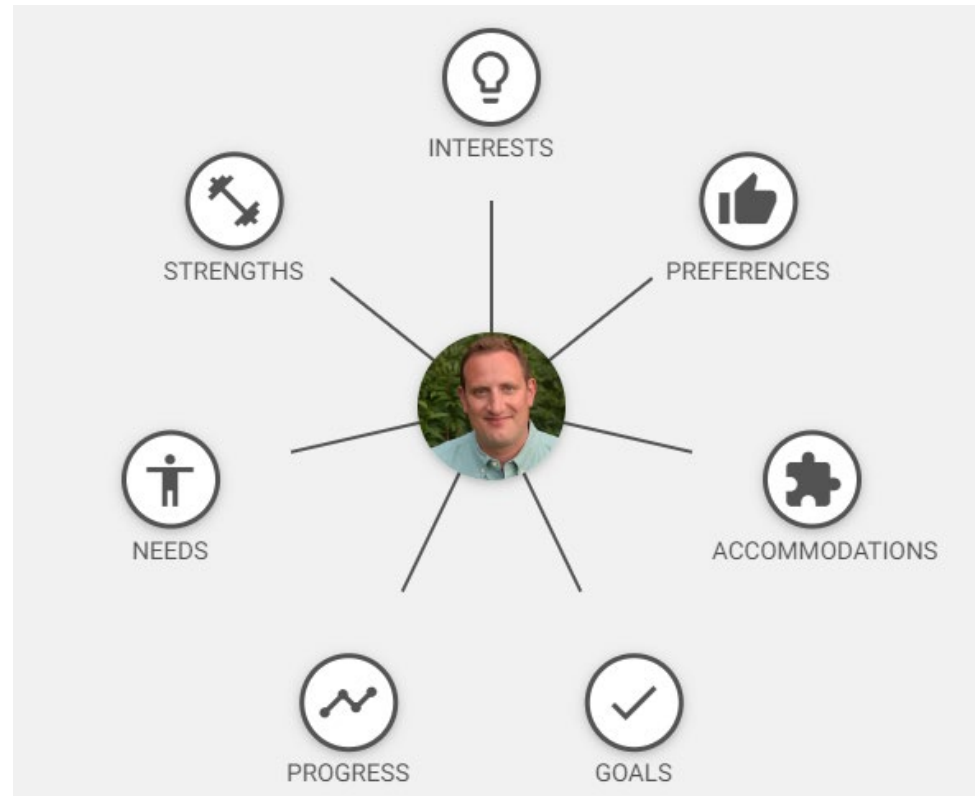 INTERESTS
STRENGTHS
PREFERENCES
NEEDS
ACCOMMODATIONS
PROGRESS
GOALS